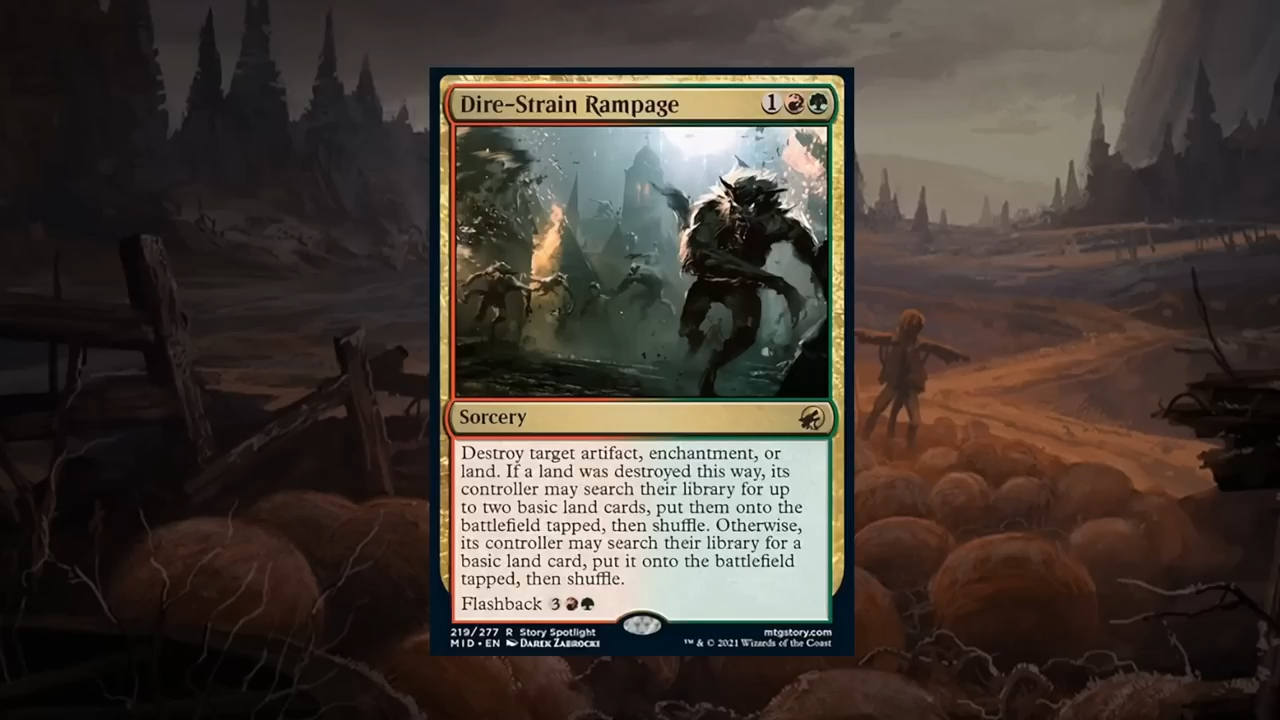 Dire-Strain Rampage 1
Sorcery
Destroy target artifact, enchantment, or
land. If a land was destroyed this way, its
controller may search their library for up
to two basic land cards, put them onto the
battlefield tapped, then shuffle. Otherwise,
its controller may search their library for a
basic land card, put it onto the battlefield
tapped, then shuffle.
Flashback 3
219/277 R Story Spotlight mtgstory.com
MID • EN DAREK ZABROCKI ™ & © 2021 Wizards of the Coast